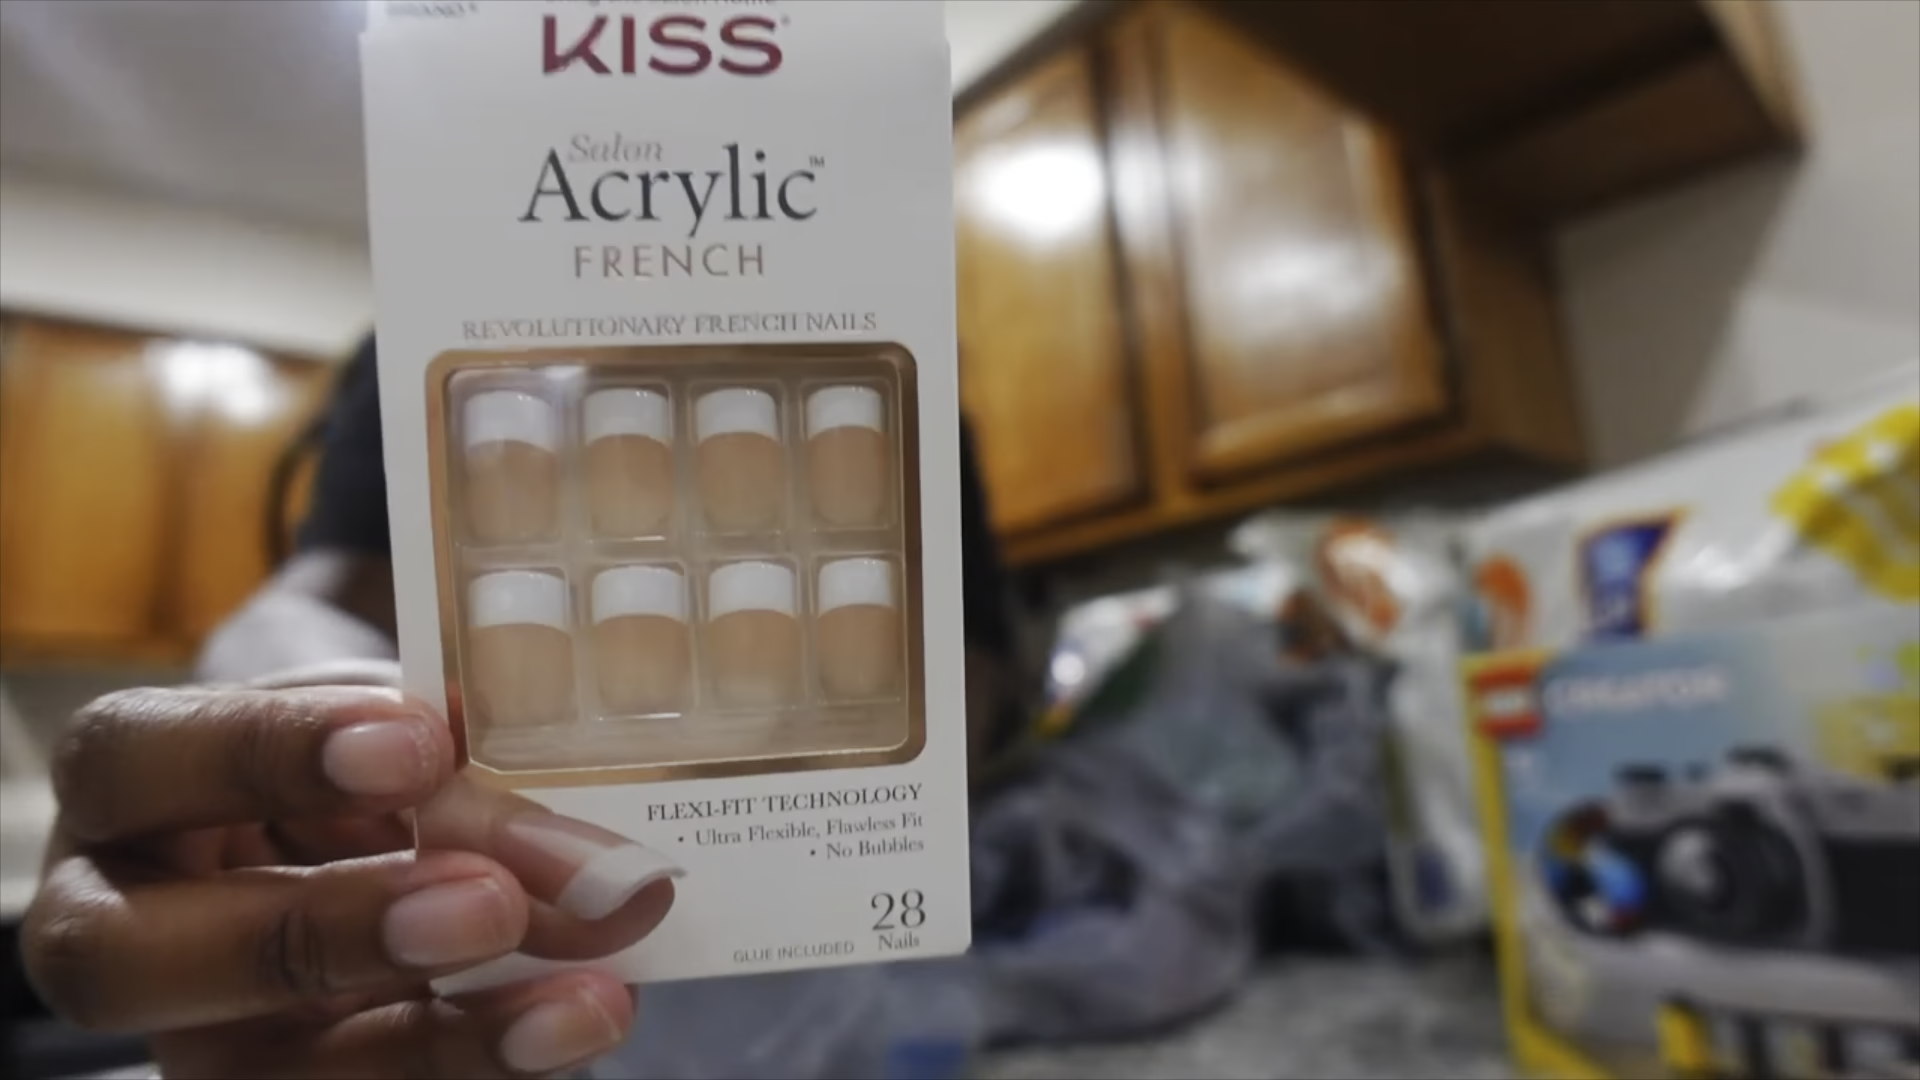 KISS
Salon
Acrylic™
FRENCH
REVOLUTIONARY FRENCH NAILS
FLEXI-FIT TECHNOLOGY
• Ultra Flexible, Flawless Fit
• No Bubbles
28
Nails
GLUE INCLUDED
CREATOR